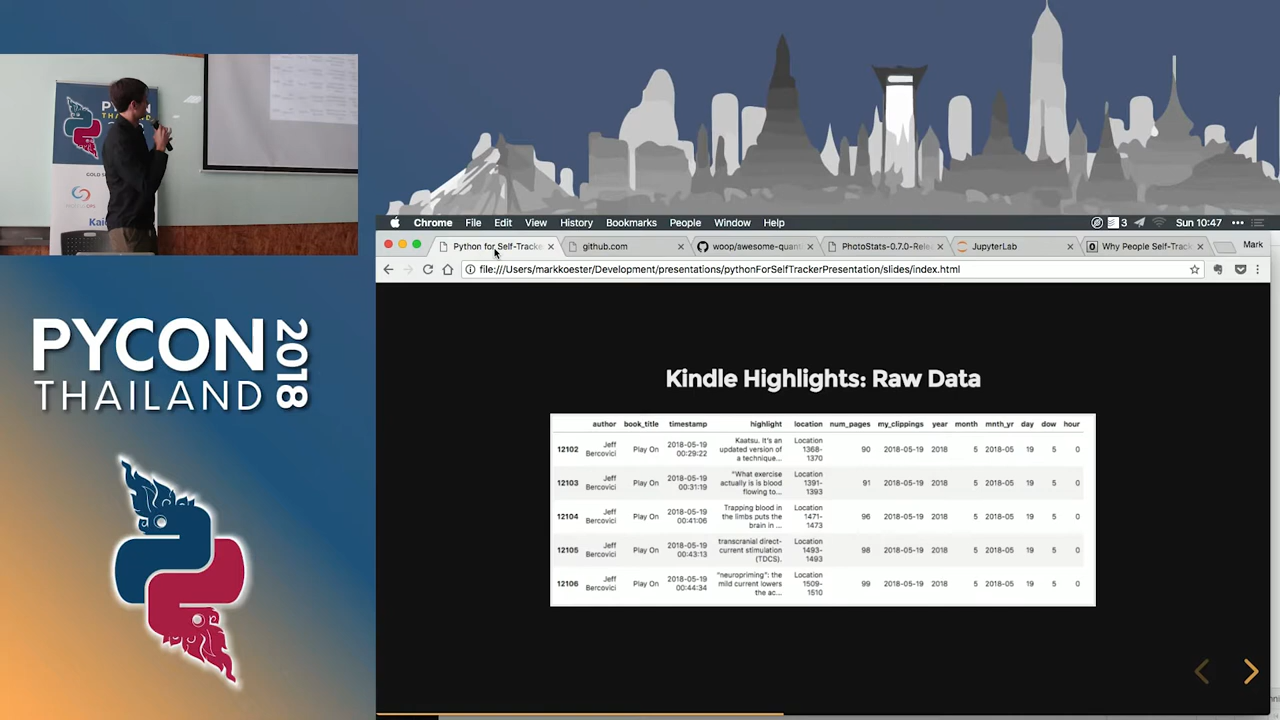 PYCON
GOLD
Kai
PYCON
THAILAND
2018
Chrome File Edit View History Bookmarks People Window Help
3 Sun 10:47
Python for Self-Tracke
github.com
woop/awesome-quant
PhotoStats-0.7.0-Rele
JupyterLab
Why People Self-Track
Mark
file:///Users/markkoester/Development/presentations/pythonForSelfTrackerPresentation/slides/index.html
Kindle Highlights: Raw Data
author book_title timestamp highlight location num_pages my_clippings year month mnth_yr day dow hour
12102 Jeff Bercovici Play On 2018-05-19 00:29:22 Kaatsu. It's an updated version of a technique... Location 1368-1370 90 2018-05-19 2018 5 2018-05 19 5 0
12103 Jeff Bercovici Play On 2018-05-19 00:31:19 "What exercise actually is is blood flowing to... Location 1391-1393 91 2018-05-19 2018 5 2018-05 19 5 0
12104 Jeff Bercovici Play On 2018-05-19 00:41:06 Trapping blood in the limbs puts the brain in ... Location 1471-1473 96 2018-05-19 2018 5 2018-05 19 5 0
12105 Jeff Bercovici Play On 2018-05-19 00:43:13 transcranial direct-current stimulation (TDCS). Location 1493-1493 98 2018-05-19 2018 5 2018-05 19 5 0
12106 Jeff Bercovici Play On 2018-05-19 00:44:34 "neuropriming": the mild current lowers the ac... Location 1509-1510 99 2018-05-19 2018 5 2018-05 19 5 0